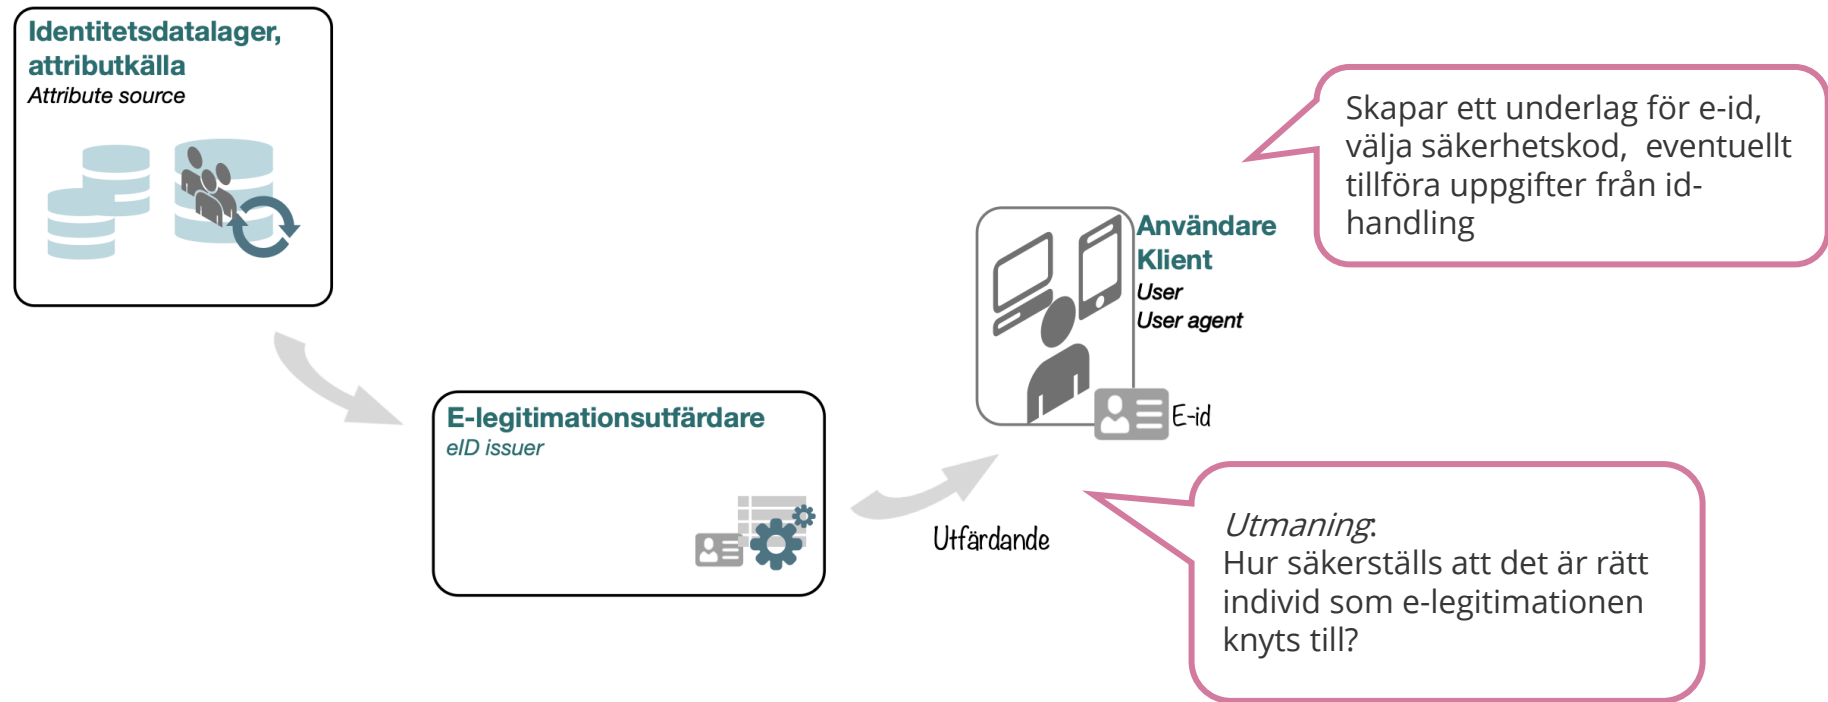 Identitetsdatalager,
attributkälla
Attribute source
Skapar ett underlag för e-id,
välja säkerhetskod, eventuellt
tillföra uppgifter från id-
handling
Användare
Klient
User
User agent
E-id
E-legitimationsutfärdare
eID issuer
Utfärdande
Utmaning:
Hur säkerställs att det är rätt
individ som e-legitimationen
knyts till?